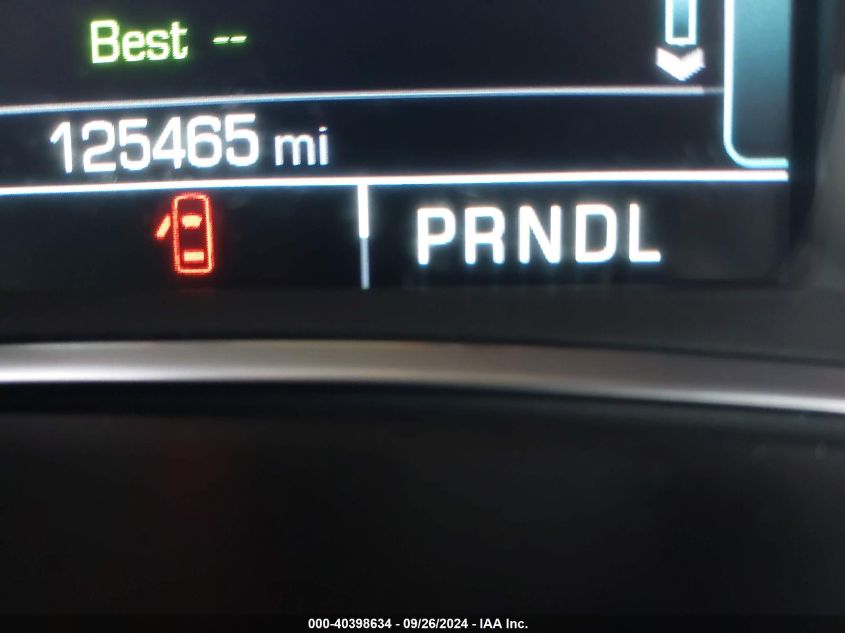 Best --
125465 mi
PRNDL
000-40398634 - 09/26/2024 - IAA Inc.